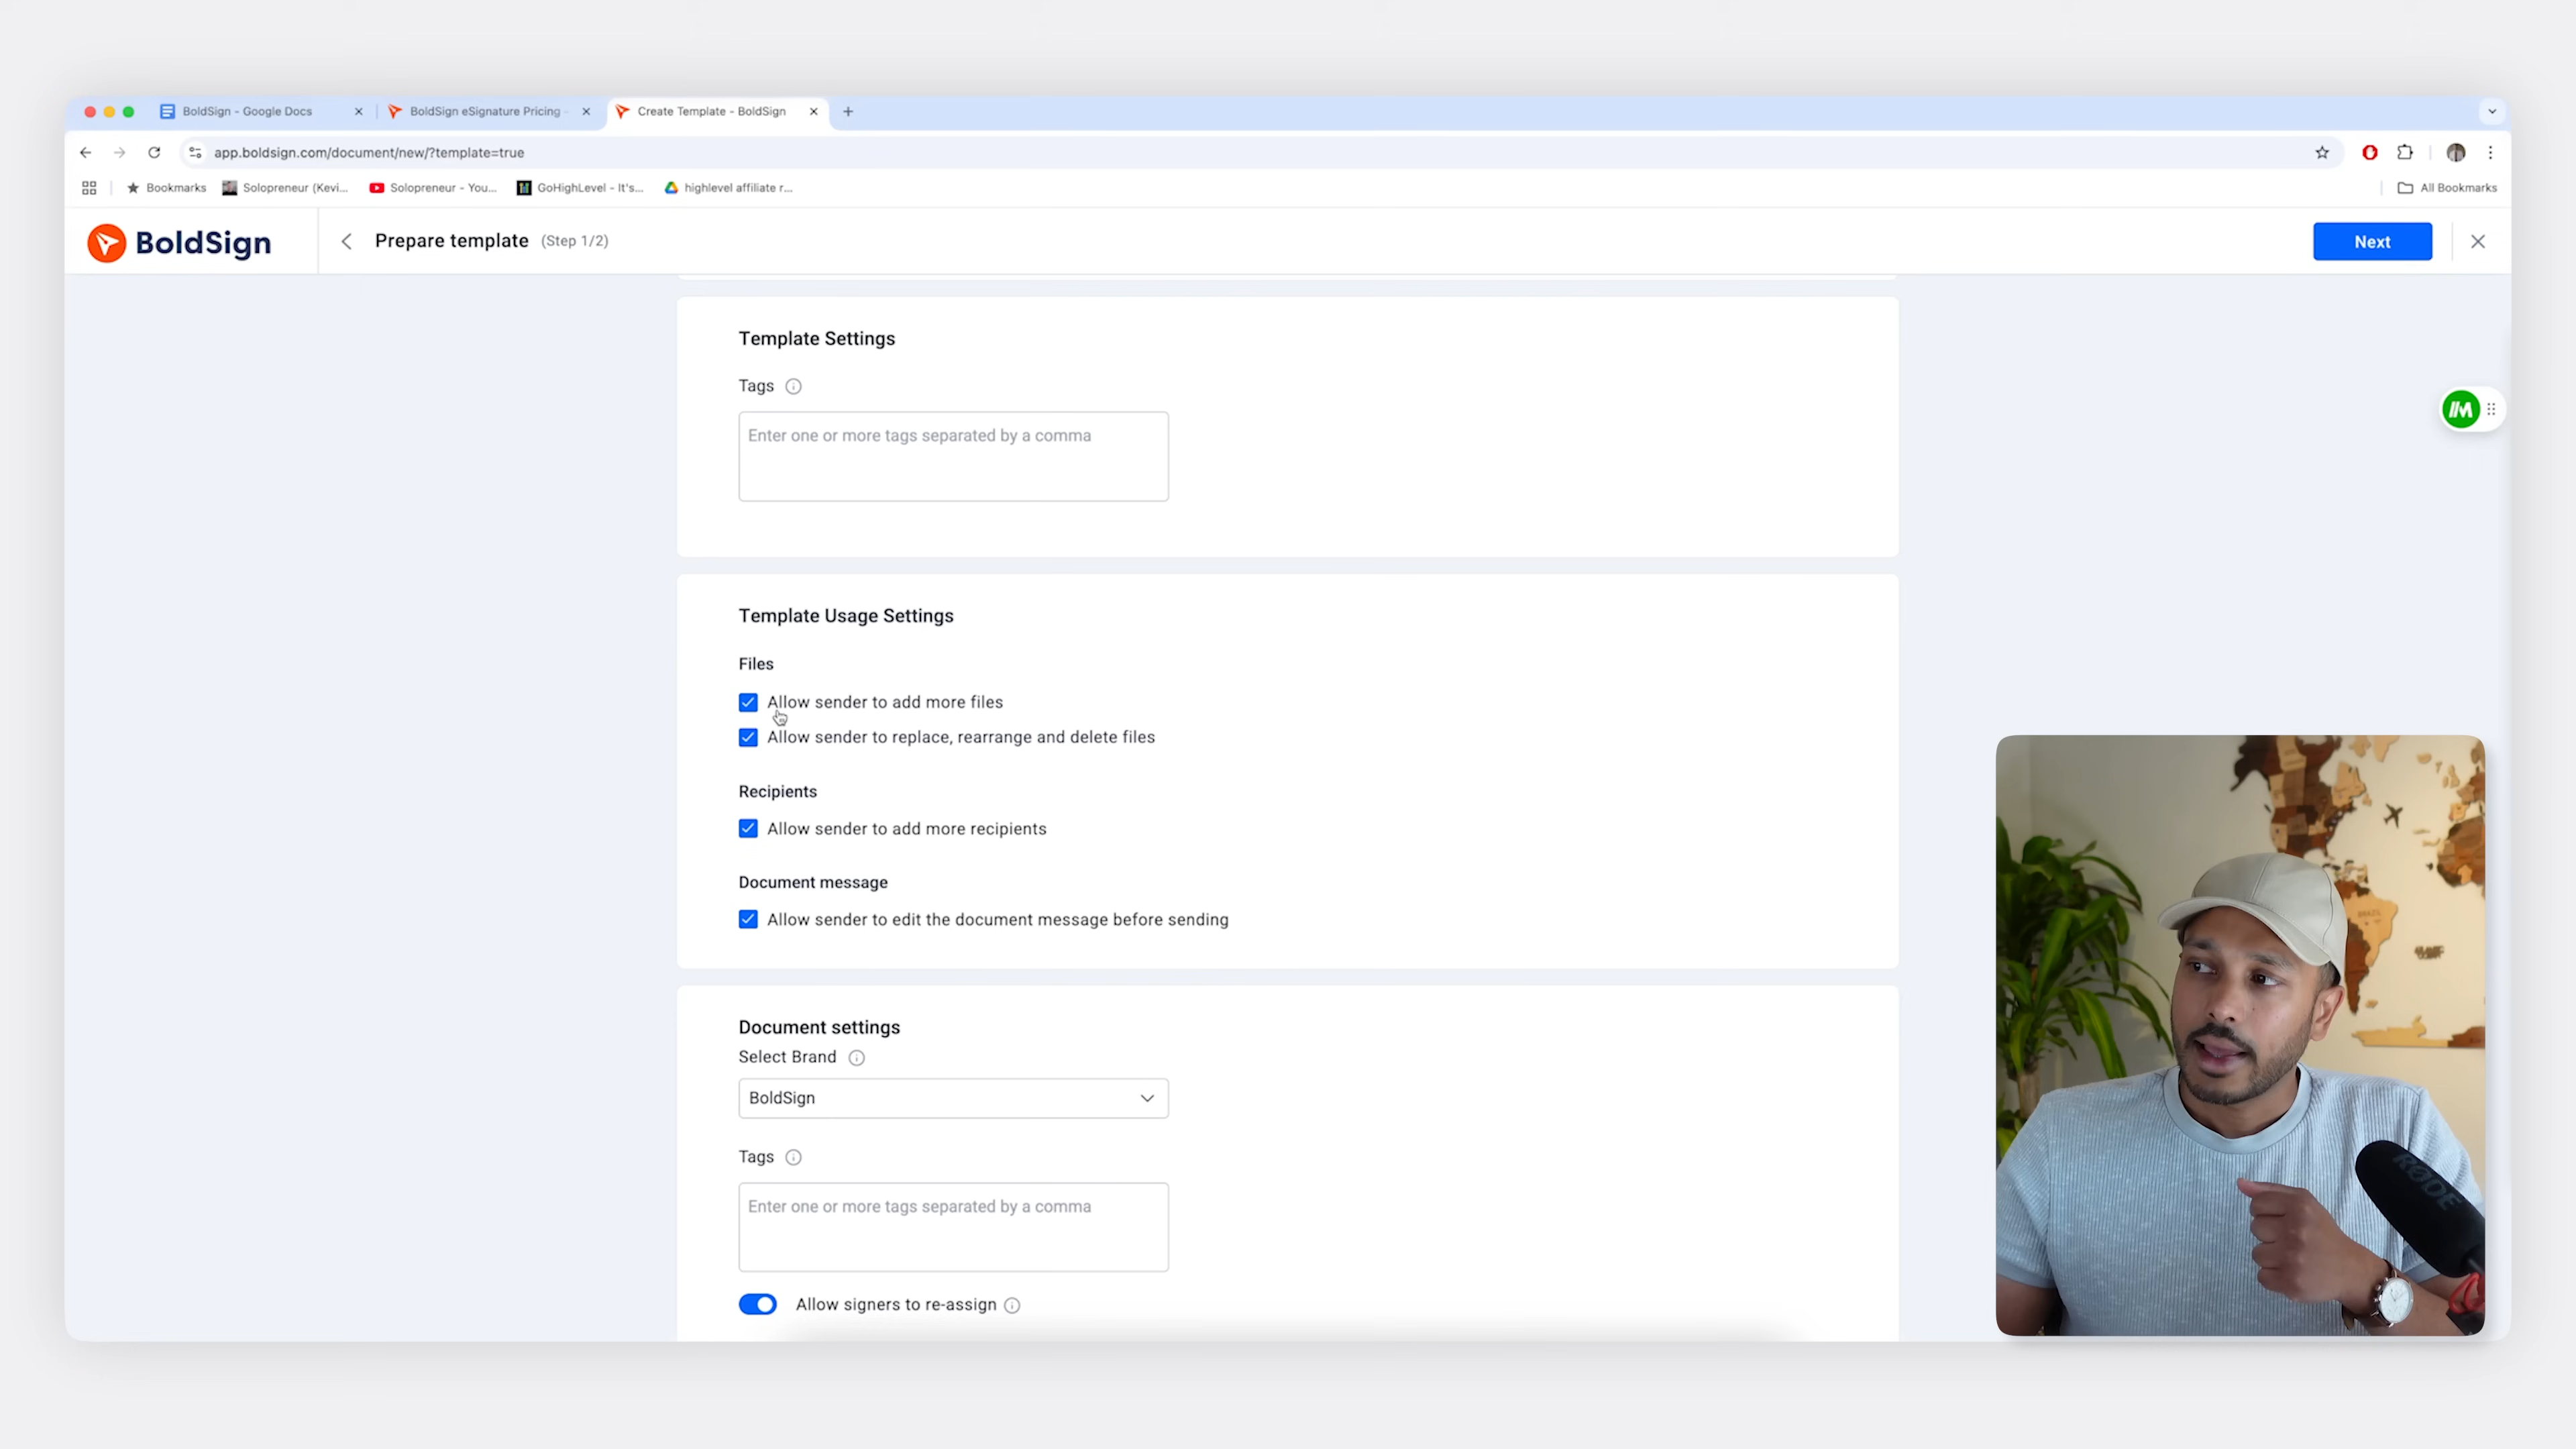 BoldSign - Google Docs
BoldSign eSignature Pricing -
Create Template - BoldSign
app.boldsign.com/document/new/?template=true
Bookmarks
Solopreneur (Kevi...
Solopreneur - You...
GoHighLevel - It's...
highlevel affiliate r...
All Bookmarks
BoldSign
Prepare template (Step 1/2)
Next
Template Settings
Tags
Enter one or more tags separated by a comma
Template Usage Settings
Files
Allow sender to add more files
Allow sender to replace, rearrange and delete files
Recipients
Allow sender to add more recipients
Document message
Allow sender to edit the document message before sending
Document settings
Select Brand
BoldSign
Tags
Enter one or more tags separated by a comma
Allow signers to re-assign
BRAZIL
RØDE